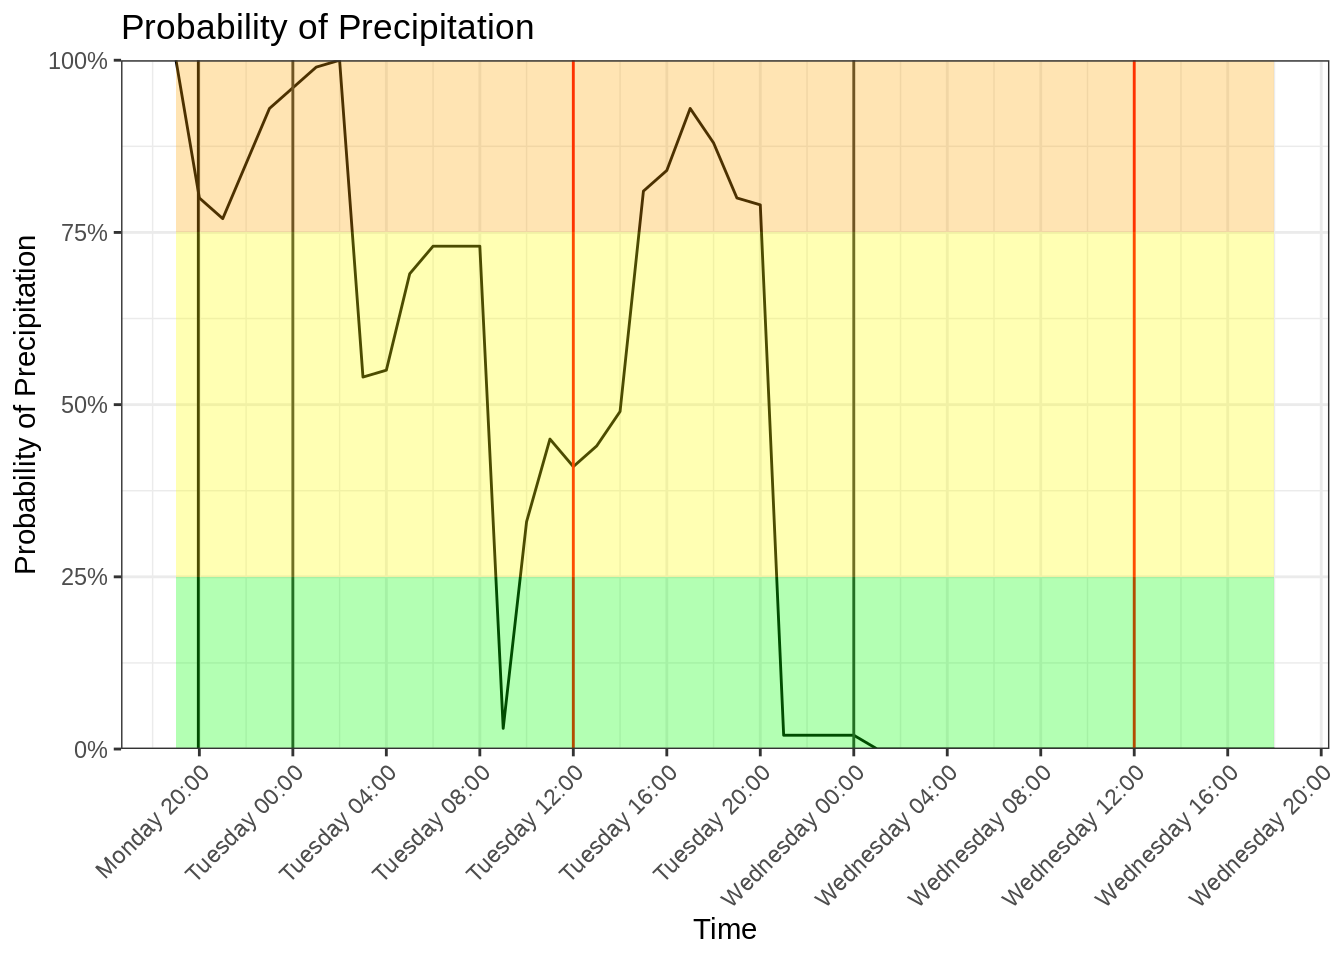 Probability of Precipitation
Probability of Precipitation
100%
75%
50%
25%
0%
Monday 20:00
Tuesday 00:00
Tuesday 04:00
Tuesday 08:00
Tuesday 12:00
Tuesday 16:00
Tuesday 20:00
Wednesday 00:00
Wednesday 04:00
Wednesday 08:00
Wednesday 12:00
Wednesday 16:00
Wednesday 20:00
Time